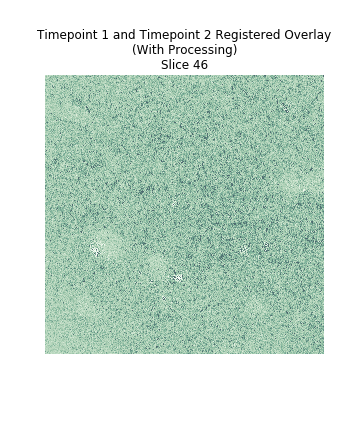 Timepoint 1 and Timepoint 2 Registered Overlay
(With Processing)
Slice 46